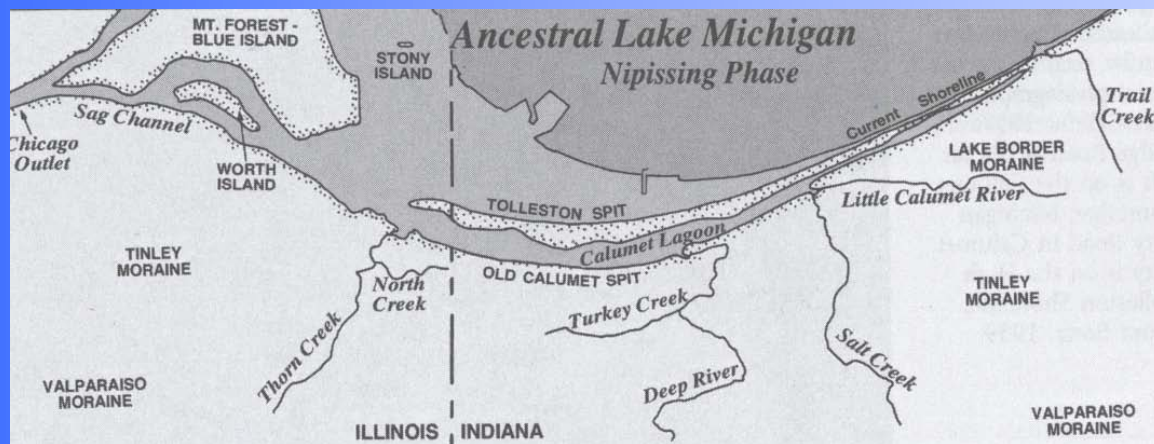 MT. FOREST -
BLUE ISLAND
STONY
ISLAND
Ancestral Lake Michigan
Nipissing Phase
Sag Channel
Chicago
Outlet
WORTH
ISLAND
Current Shoreline
Trail
Creek
LAKE BORDER
MORAINE
Little Calumet River
TOLLESTON SPIT
Calumet Lagoon
OLD CALUMET SPIT
TINLEY
MORAINE
North
Creek
Thorn Creek
Turkey Creek
Deep River
Salt Creek
TINLEY
MORAINE
VALPARAISO
MORAINE
VALPARAISO
MORAINE
ILLINOIS
INDIANA